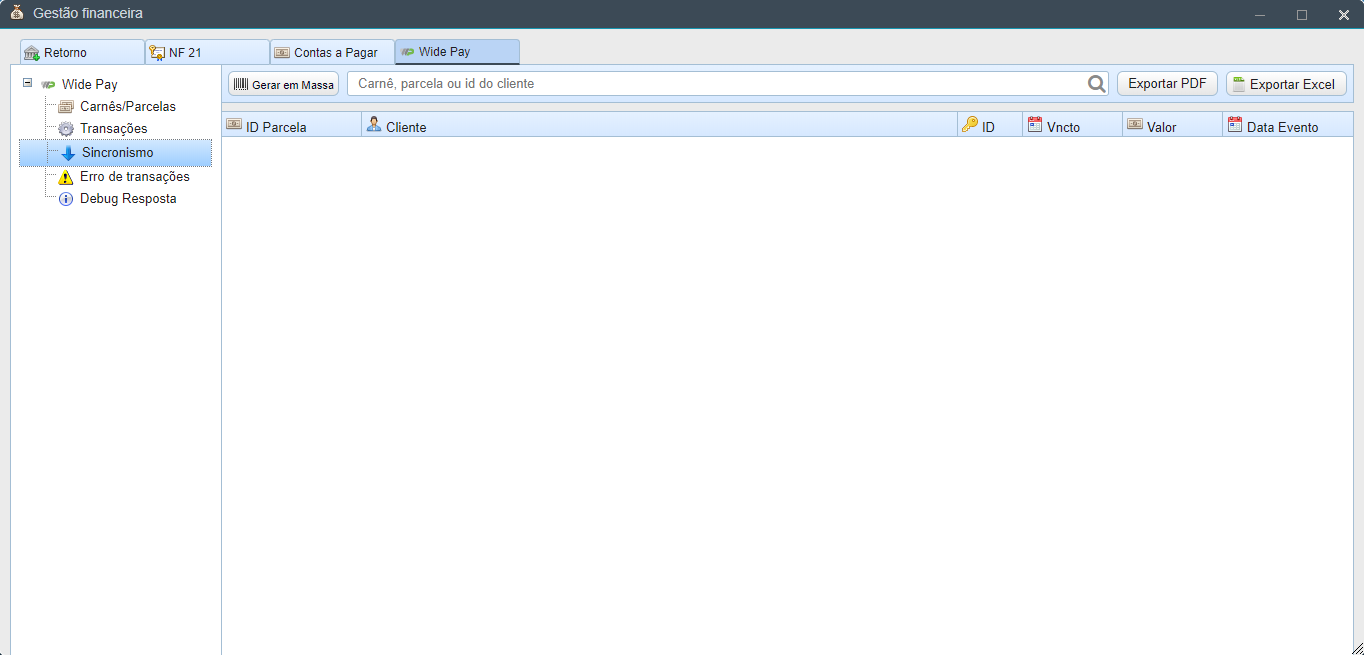 Gestão financeira
Retorno
NF 21
Contas a Pagar
Wide Pay
Wide Pay
Carnês/Parcelas
Transações
Sincronismo
Erro de transações
Debug Resposta
Gerar em Massa
Carnê, parcela ou id do cliente
Exportar PDF
Exportar Excel
ID Parcela
Cliente
ID
Vncto
Valor
Data Evento